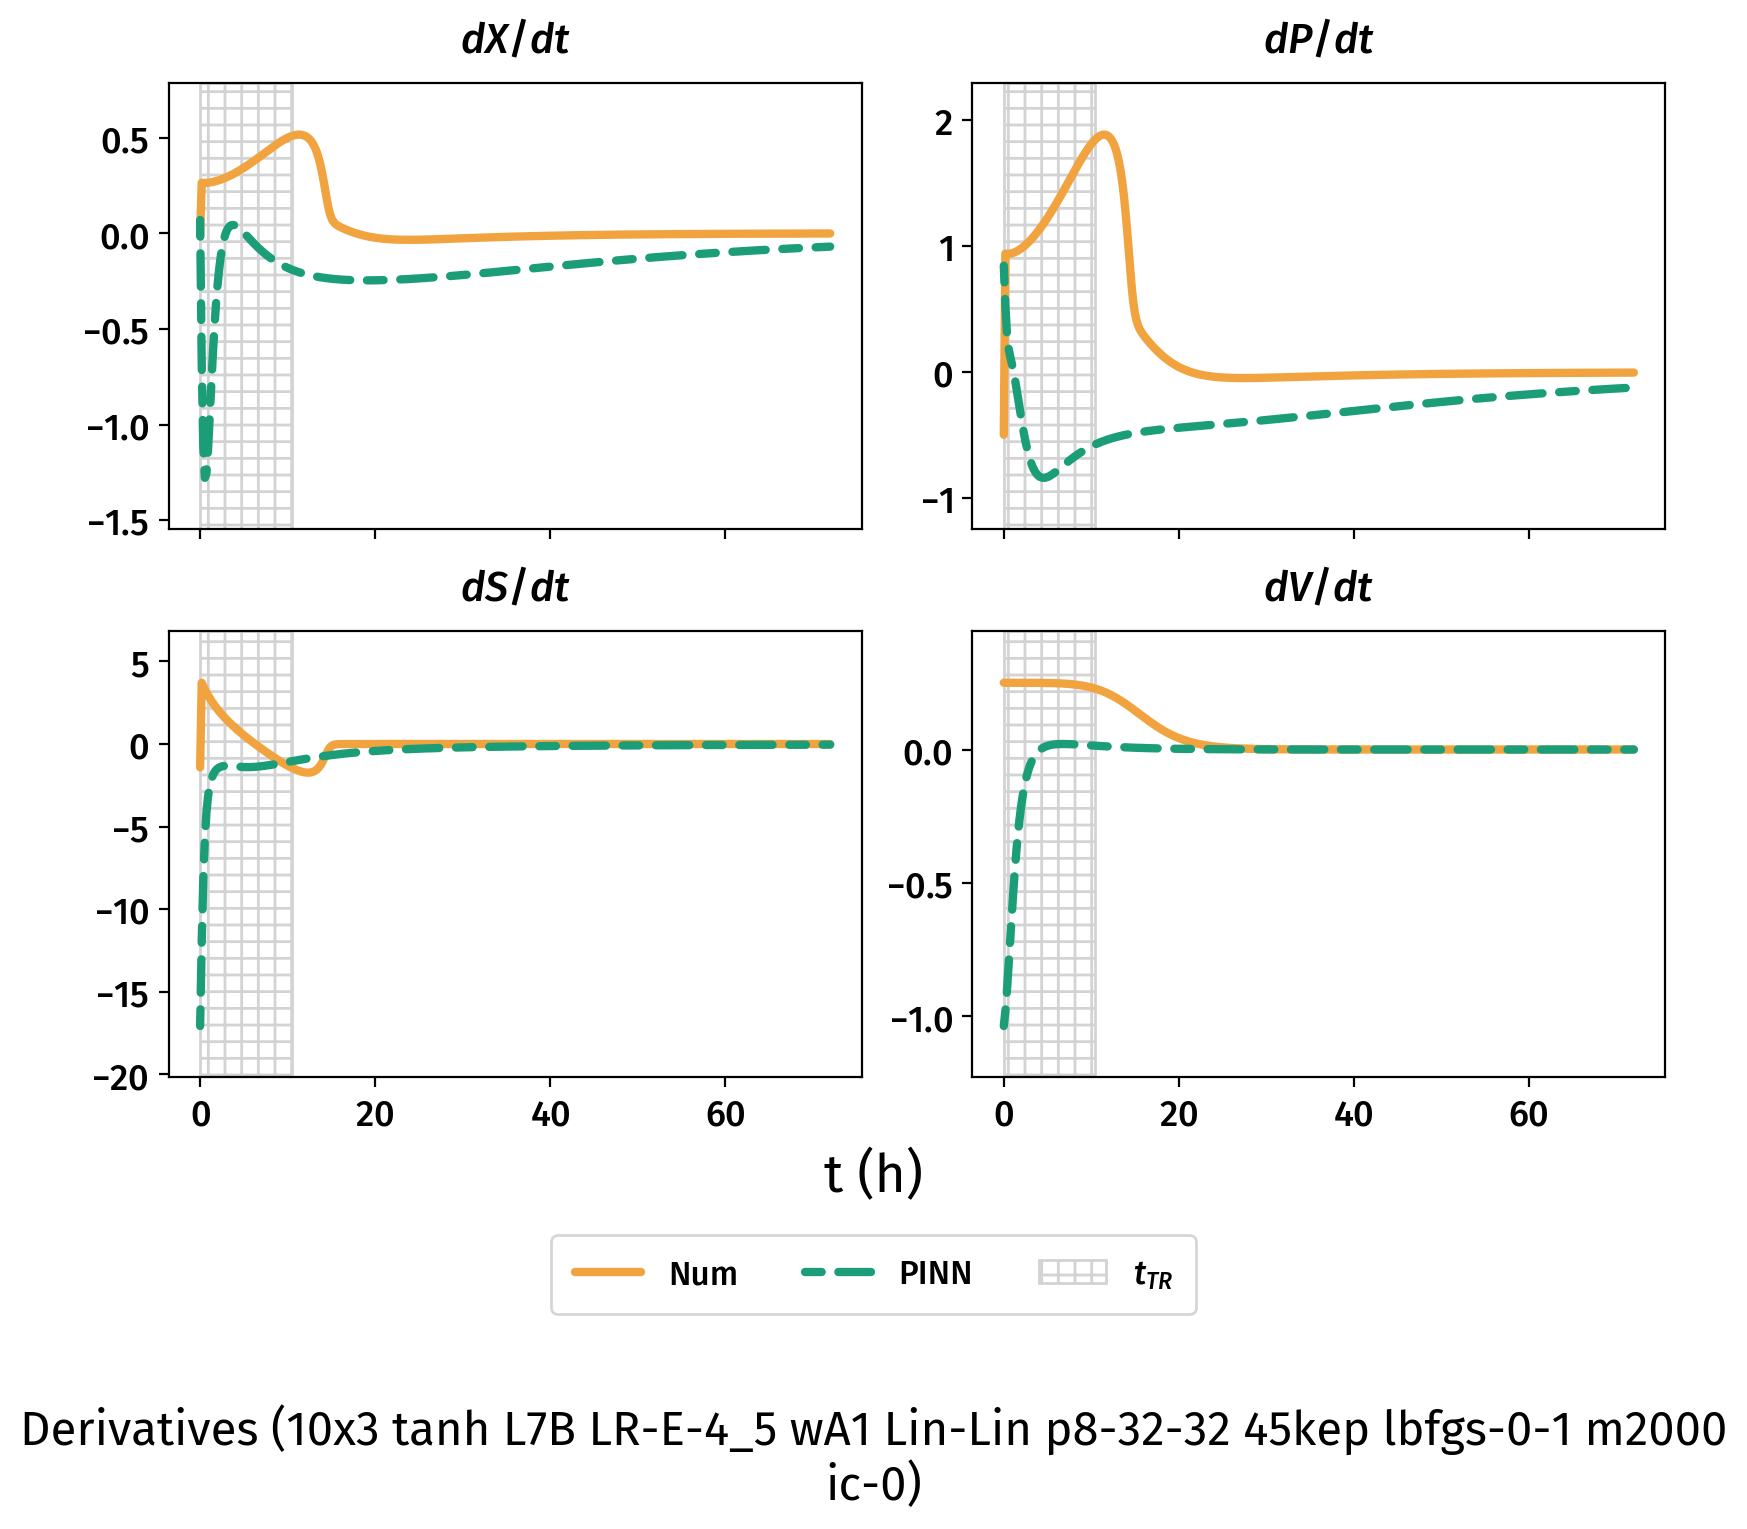 dX/dt
dP/dt
0.5
0.0
−0.5
−1.0
−1.5
2
1
0
−1
dS/dt
dV/dt
5
0
−5
−10
−15
−20
0.0
−0.5
−1.0
0 20 40 60
0 20 40 60
t (h)
Num PINN tTR
Derivatives (10x3 tanh L7B LR-E-4_5 wA1 Lin-Lin p8-32-32 45kep lbfgs-0-1 m2000
ic-0)